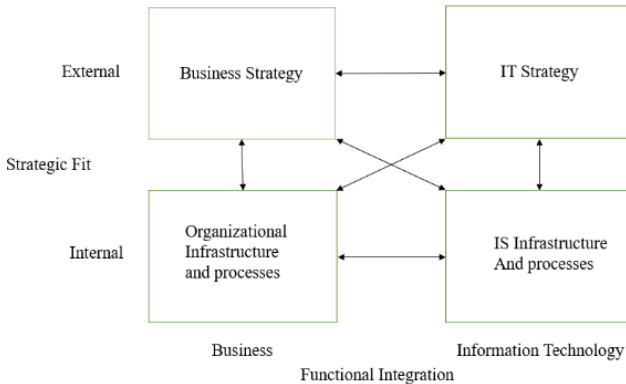 External
Business Strategy
IT Strategy
Strategic Fit
Internal
Organizational
Infrastructure
and processes
IS Infrastructure
And processes
Business
Information Technology
Functional Integration